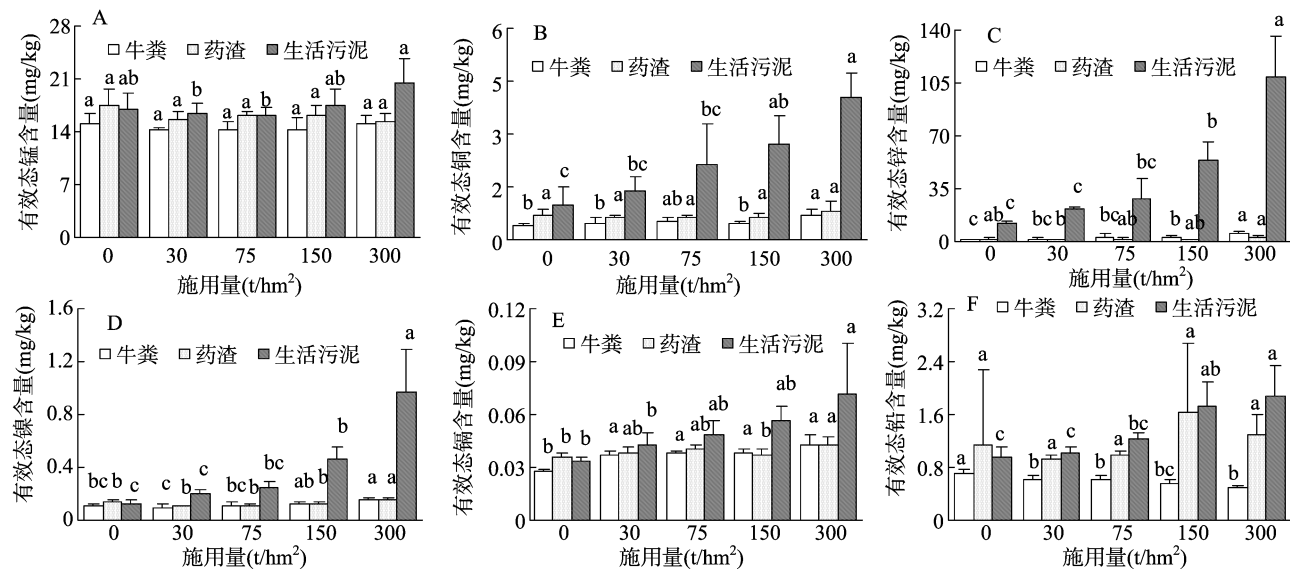 A
有效态锰含量(mg/kg)
28
21
14
7
0
牛粪 药渣 生活污泥
a a ab a a b a a b a a ab a a a
0 30 75 150 300
施用量(t/hm²)
B
有效态铜含量(mg/kg)
6
5
3
2
0
牛粪 药渣 生活污泥
b a c b a bc ab a bc b a ab a a a
0 30 75 150 300
施用量(t/hm²)
C
有效态锌含量(mg/kg)
140
105
70
35
0
牛粪 药渣 生活污泥
c ab c bc b c bc ab bc b ab b a a a
0 30 75 150 300
施用量(t/hm²)
D
有效态镍含量(mg/kg)
1.6
1.2
0.8
0.4
0
牛粪 药渣 生活污泥
bc b c c b c bc b bc ab b b a a a
0 30 75 150 300
施用量(t/hm²)
E
有效态镉含量(mg/kg)
0.12
0.09
0.06
0.03
0
牛粪 药渣 生活污泥
b a b a ab b a ab ab a b ab a a a
0 30 75 150 300
施用量(t/hm²)
F
有效态铅含量(mg/kg)
3.2
2.4
1.6
0.8
0
牛粪 药渣 生活污泥
a a c b a c b a bc bc a ab b a a
0 30 75 150 300
施用量(t/hm²)